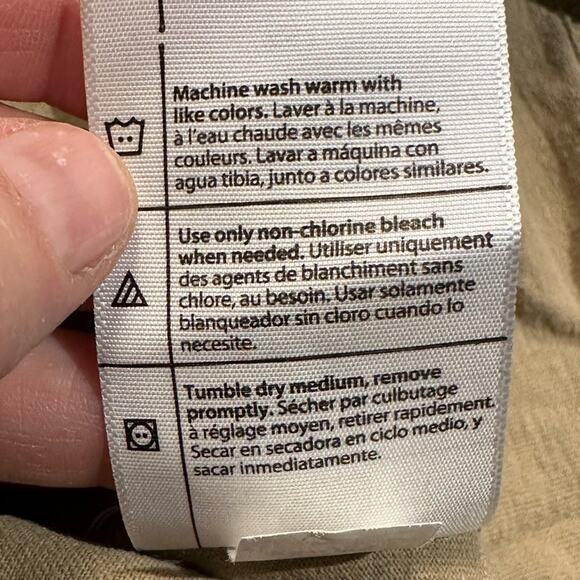 Machine wash warm with
like colors. Laver à la machine,
à l'eau chaude avec les mêmes
couleurs. Lavar a máquina con
agua tibia, junto a colores similares.
Use only non-chlorine bleach
when needed. Utiliser uniquement
des agents de blanchiment sans
chlore, au besoin. Usar solamente
blanqueador sin cloro cuando lo
necesite.
Tumble dry medium, remove
promptly. Sécher par culbutage
à réglage moyen, retirer rapidement.
Secar en secadora en ciclo medio, y
sacar inmediatamente.